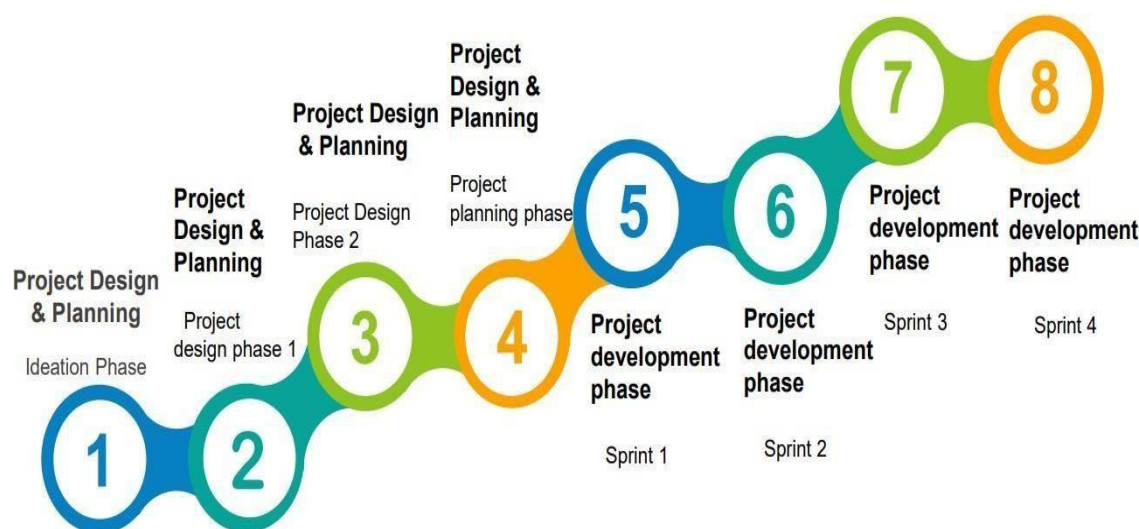 Project Design
& Planning
Ideation Phase
1
Project
Design &
Planning
Project
design phase 1
2
Project Design
& Planning
Project Design
Phase 2
3
Project
Design &
Planning
Project
planning phase
4
5
Project
development
phase
Sprint 1
6
Project
development
phase
Sprint 2
7
Project
development
phase
Sprint 3
8
Project
development
phase
Sprint 4